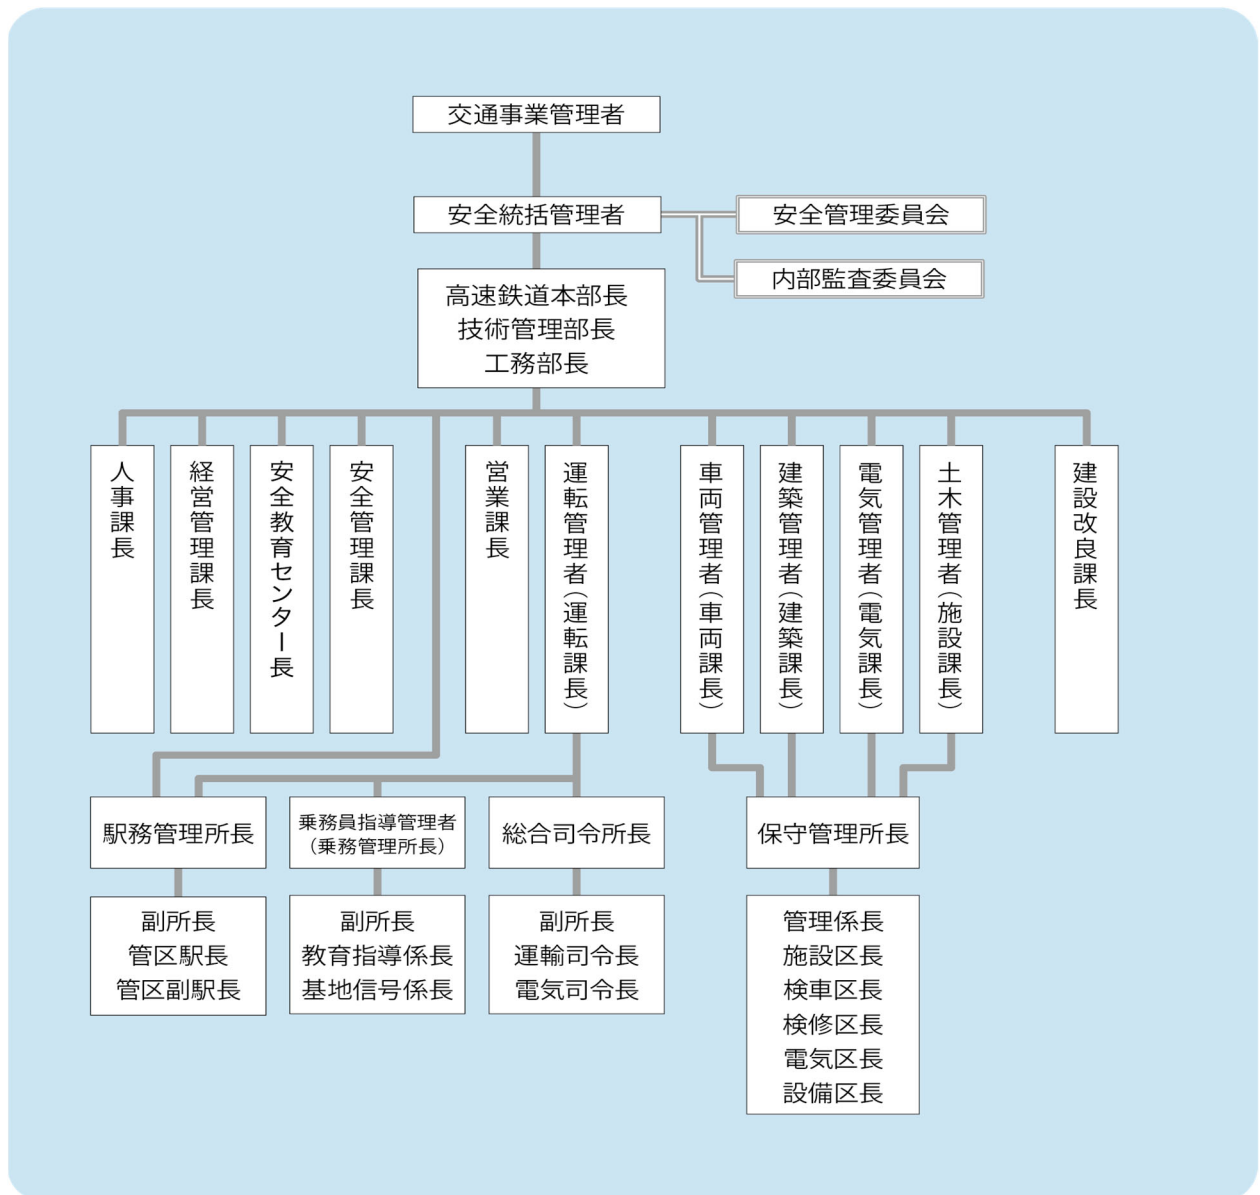 交通事業管理者
安全統括管理者
安全管理委員会
内部監査委員会
高速鉄道本部長
技術管理部長
工務部長
人事課長
経営管理課長
安全教育センター長
安全管理課長
営業課長
運転管理者(運転課長)
車両管理者(車両課長)
建築管理者(建築課長)
電気管理者(電気課長)
土木管理者(施設課長)
建設改良課長
駅務管理所長
乗務員指導管理者
(乗務管理所長)
総合司令所長
保守管理所長
副所長
管区駅長
管区副駅長
副所長
教育指導係長
基地信号係長
副所長
運輸司令長
電気司令長
管理係長
施設区長
検車区長
検修区長
電気区長
設備区長